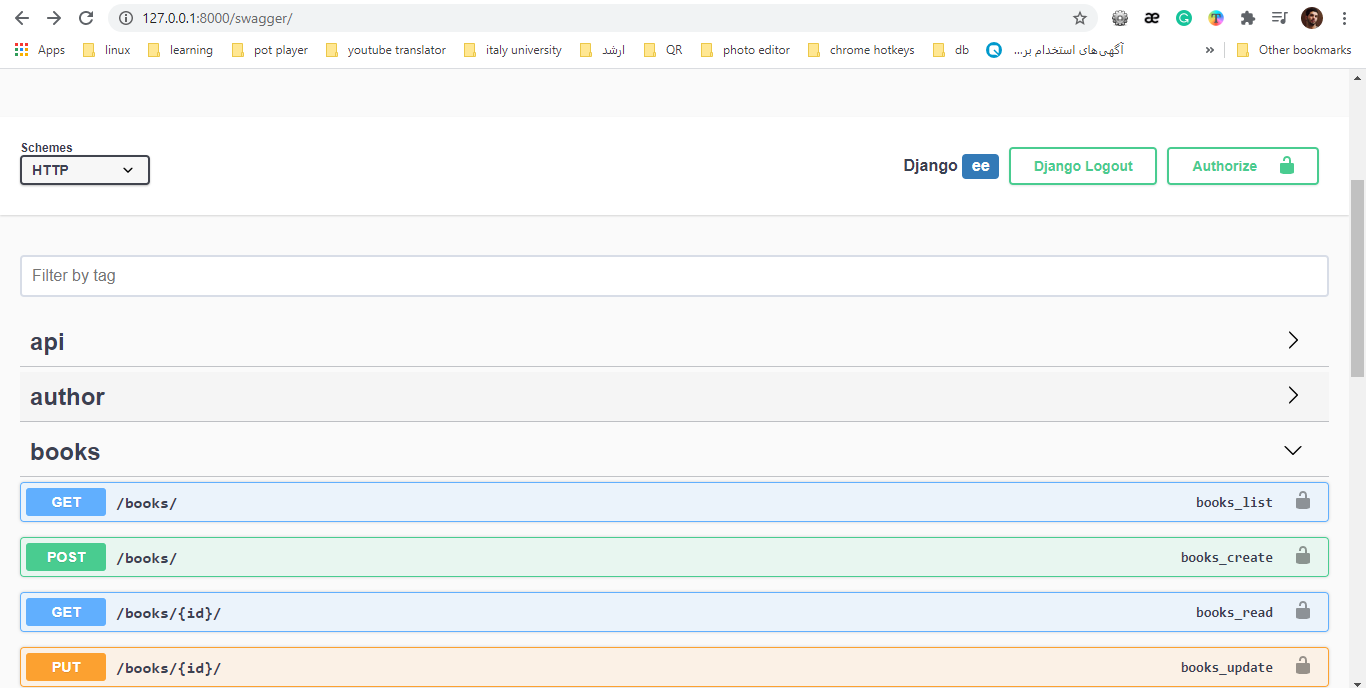 127.0.0.1:8000/swagger/
Apps linux learning pot player youtube translator italy university ارشد QR photo editor chrome hotkeys db آگهی‌های استخدام بر... » Other bookmarks
Schemes
HTTP
Django ee Django Logout Authorize
Filter by tag
api
author
books
GET /books/ books_list
POST /books/ books_create
GET /books/{id}/ books_read
PUT /books/{id}/ books_update